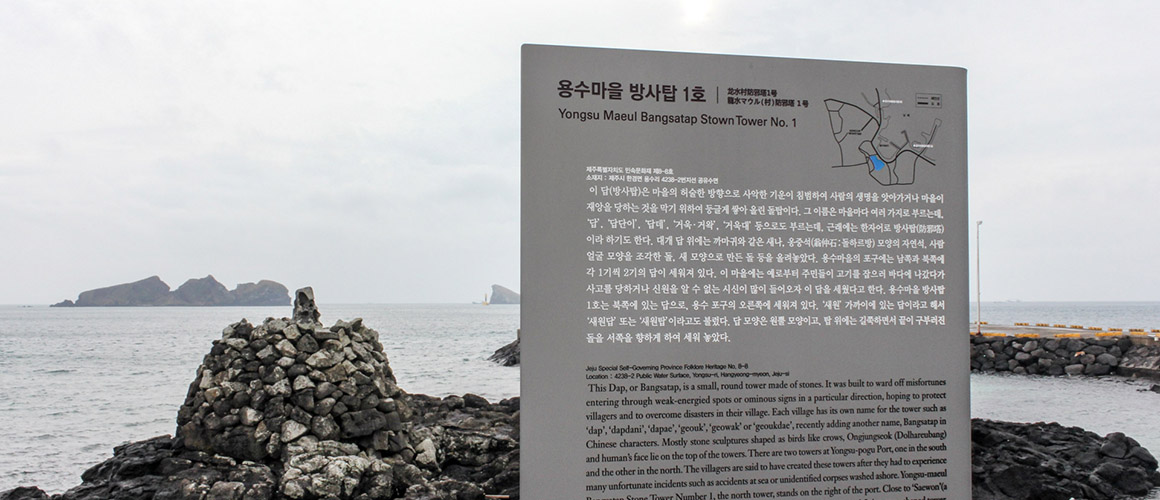 용수마을 방사탑 1호
龙水村防邪塔1号
龍水マウル(村)防邪塔 1号
Yongsu Maeul Bangsatap Stown Tower No. 1
제주특별자치도 민속문화재 제8-8호
소재지 : 제주시 한경면 용수리 4238-2번지선 공유수면
이 답(방사탑)은 마을의 허술한 방향으로 사악한 기운이 침범하여 사람의 생명을 앗아가거나 마을이
재앙을 당하는 것을 막기 위하여 둥글게 쌓아 올린 돌탑이다. 그 이름은 마을마다 여러 가지로 부르는데,
‘답’, ‘답단이’, ‘답데’, ‘거욱·거왁’, ‘거욱대’ 등으로도 부르는데, 근래에는 한자어로 방사탑(防邪塔)
이라 하기도 한다. 대개 답 위에는 까마귀와 같은 새나, 옹중석(翁仲石:돌하르방) 모양의 자연석, 사람
얼굴 모양을 조각한 돌, 새 모양으로 만든 돌 등을 올려놓았다. 용수마을의 포구에는 남쪽과 북쪽에
각 1기씩 2기의 답이 세워져 있다. 이 마을에는 예로부터 주민들이 고기를 잡으러 바다에 나갔다가
사고를 당하거나 신원을 알 수 없는 시신이 많이 들어오자 이 답을 세웠다고 한다. 용수마을 방사탑
1호는 북쪽에 있는 답으로, 용수 포구의 오른쪽에 세워져 있다. ‘새원’ 가까이에 있는 답이라고 해서
‘새원답’ 또는 ‘새원탑’이라고도 불렀다. 답 모양은 원뿔 모양이고, 탑 위에는 길쭉하면서 끝이 구부러진
돌을 서쪽을 향하게 하여 세워 놓았다.
Jeju Special Self-Governing Province Folklore Heritage No, 8-8
Location : 4238-2 Public Water Surface, Yongsu-ri, Hangyeong-myeon, Jeju-si
This Dap, or Bangsatap, is a small, round tower made of stones. It was built to ward off misfortunes
entering through weak-energied spots or ominous signs in a particular direction, hoping to protect
villagers and to overcome disasters in their village. Each village has its own name for the tower such as
‘dap’, ‘dapdani’, ‘dapae’, ‘geouk’, ‘geowak’ or ‘geoukdae’, recently adding another name, Bangsatap in
Chinese characters. Mostly stone sculptures shaped as birds like crows, Ongjungseok (Dolhareubang)
and human's face lie on the top of the towers. There are two towers at Yongsu-pogu Port, one in the south
and the other in the north. The villagers are said to have created these towers after they had to experience
many unfortunate incidents such as accidents at sea or unidentified corpses washed ashore. Yongsu-maeul
Bangsatap Stone Tower Number 1, the north tower, stands on the right of the port. Close to ‘Saewon’(a